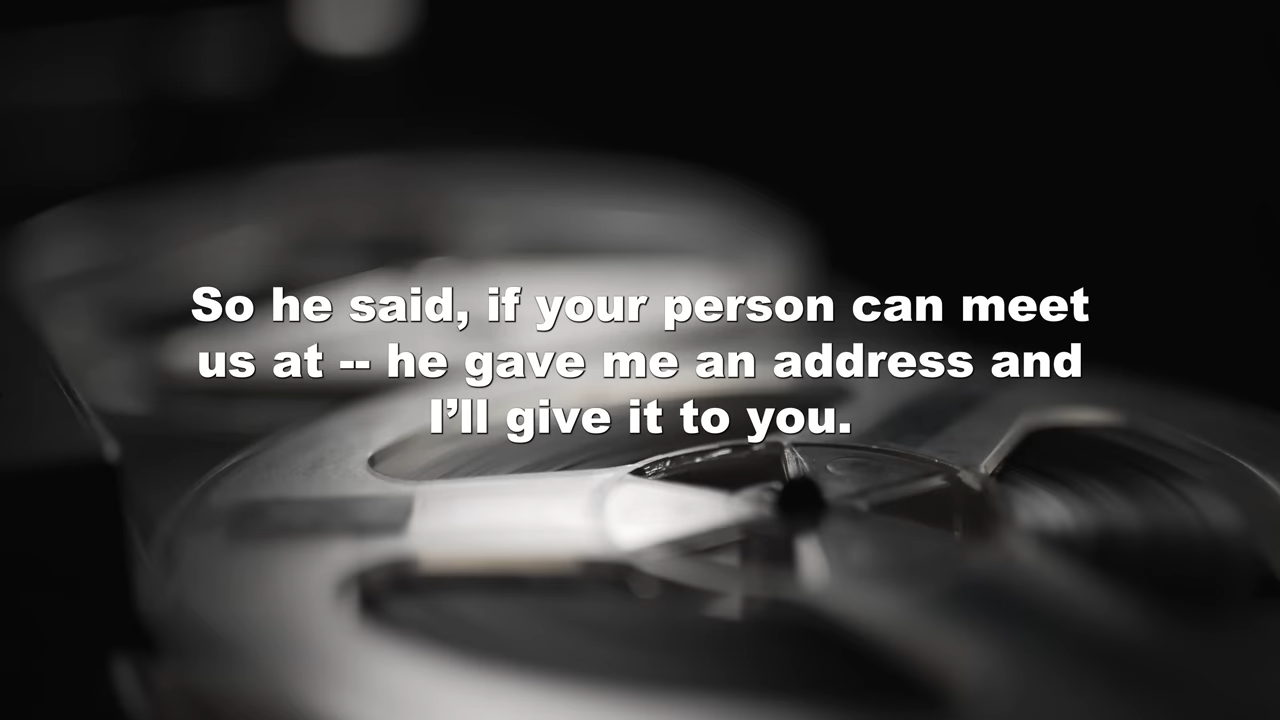 So he said, if your person can meet
us at -- he gave me an address and
I’ll give it to you.